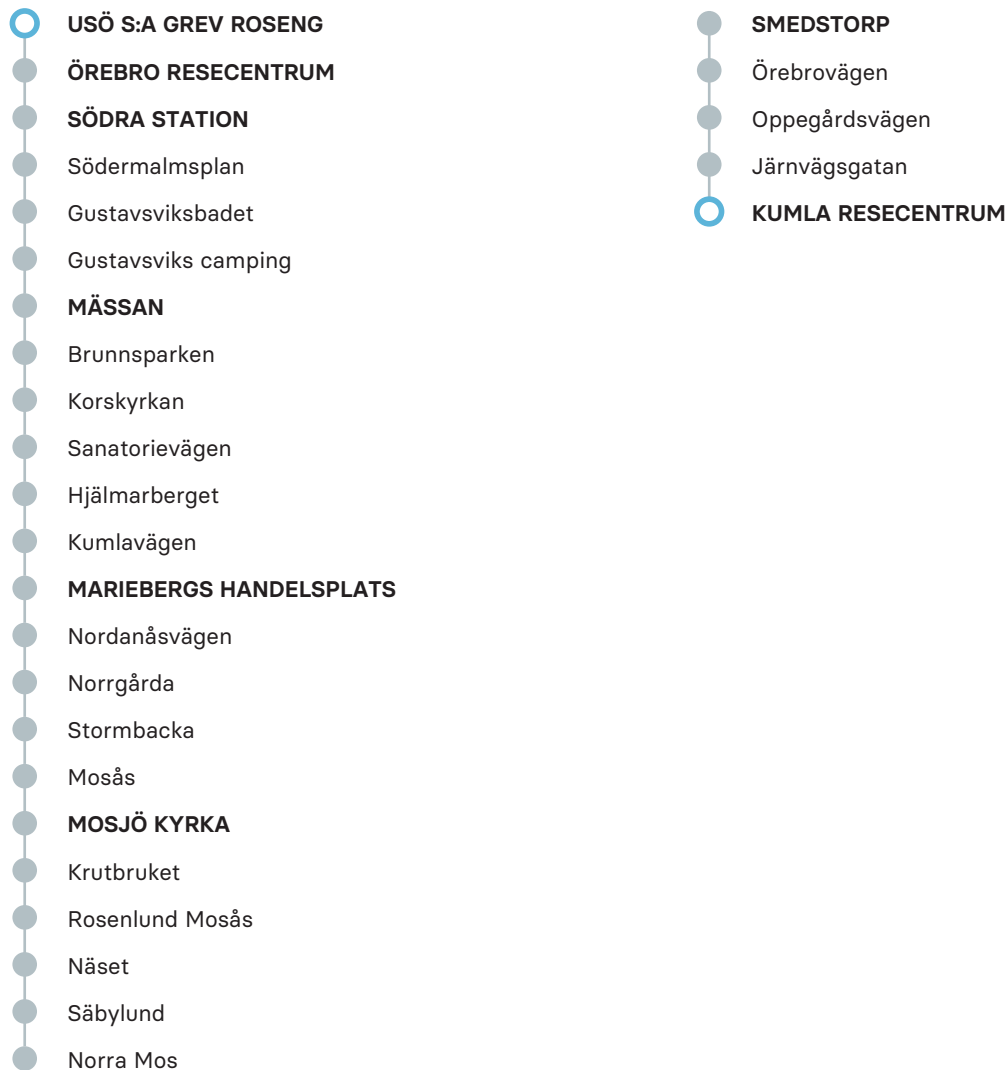 USÖ S:A GREV ROSENG
ÖREBRO RESECENTRUM
SÖDRA STATION
Södermalmsplan
Gustavsviksbadet
Gustavsviks camping
MÄSSAN
Brunnsparken
Korskyrkan
Sanatorievägen
Hjälmarberget
Kumlavägen
MARIEBERGS HANDELSPLATS
Nordanåsvägen
Norrgårda
Stormbacka
Mosås
MOSJÖ KYRKA
Krutbruket
Rosenlund Mosås
Näset
Säbylund
Norra Mos
SMEDSTORP
Örebrovägen
Oppegårdsvägen
Järnvägsgatan
KUMLA RESECENTRUM